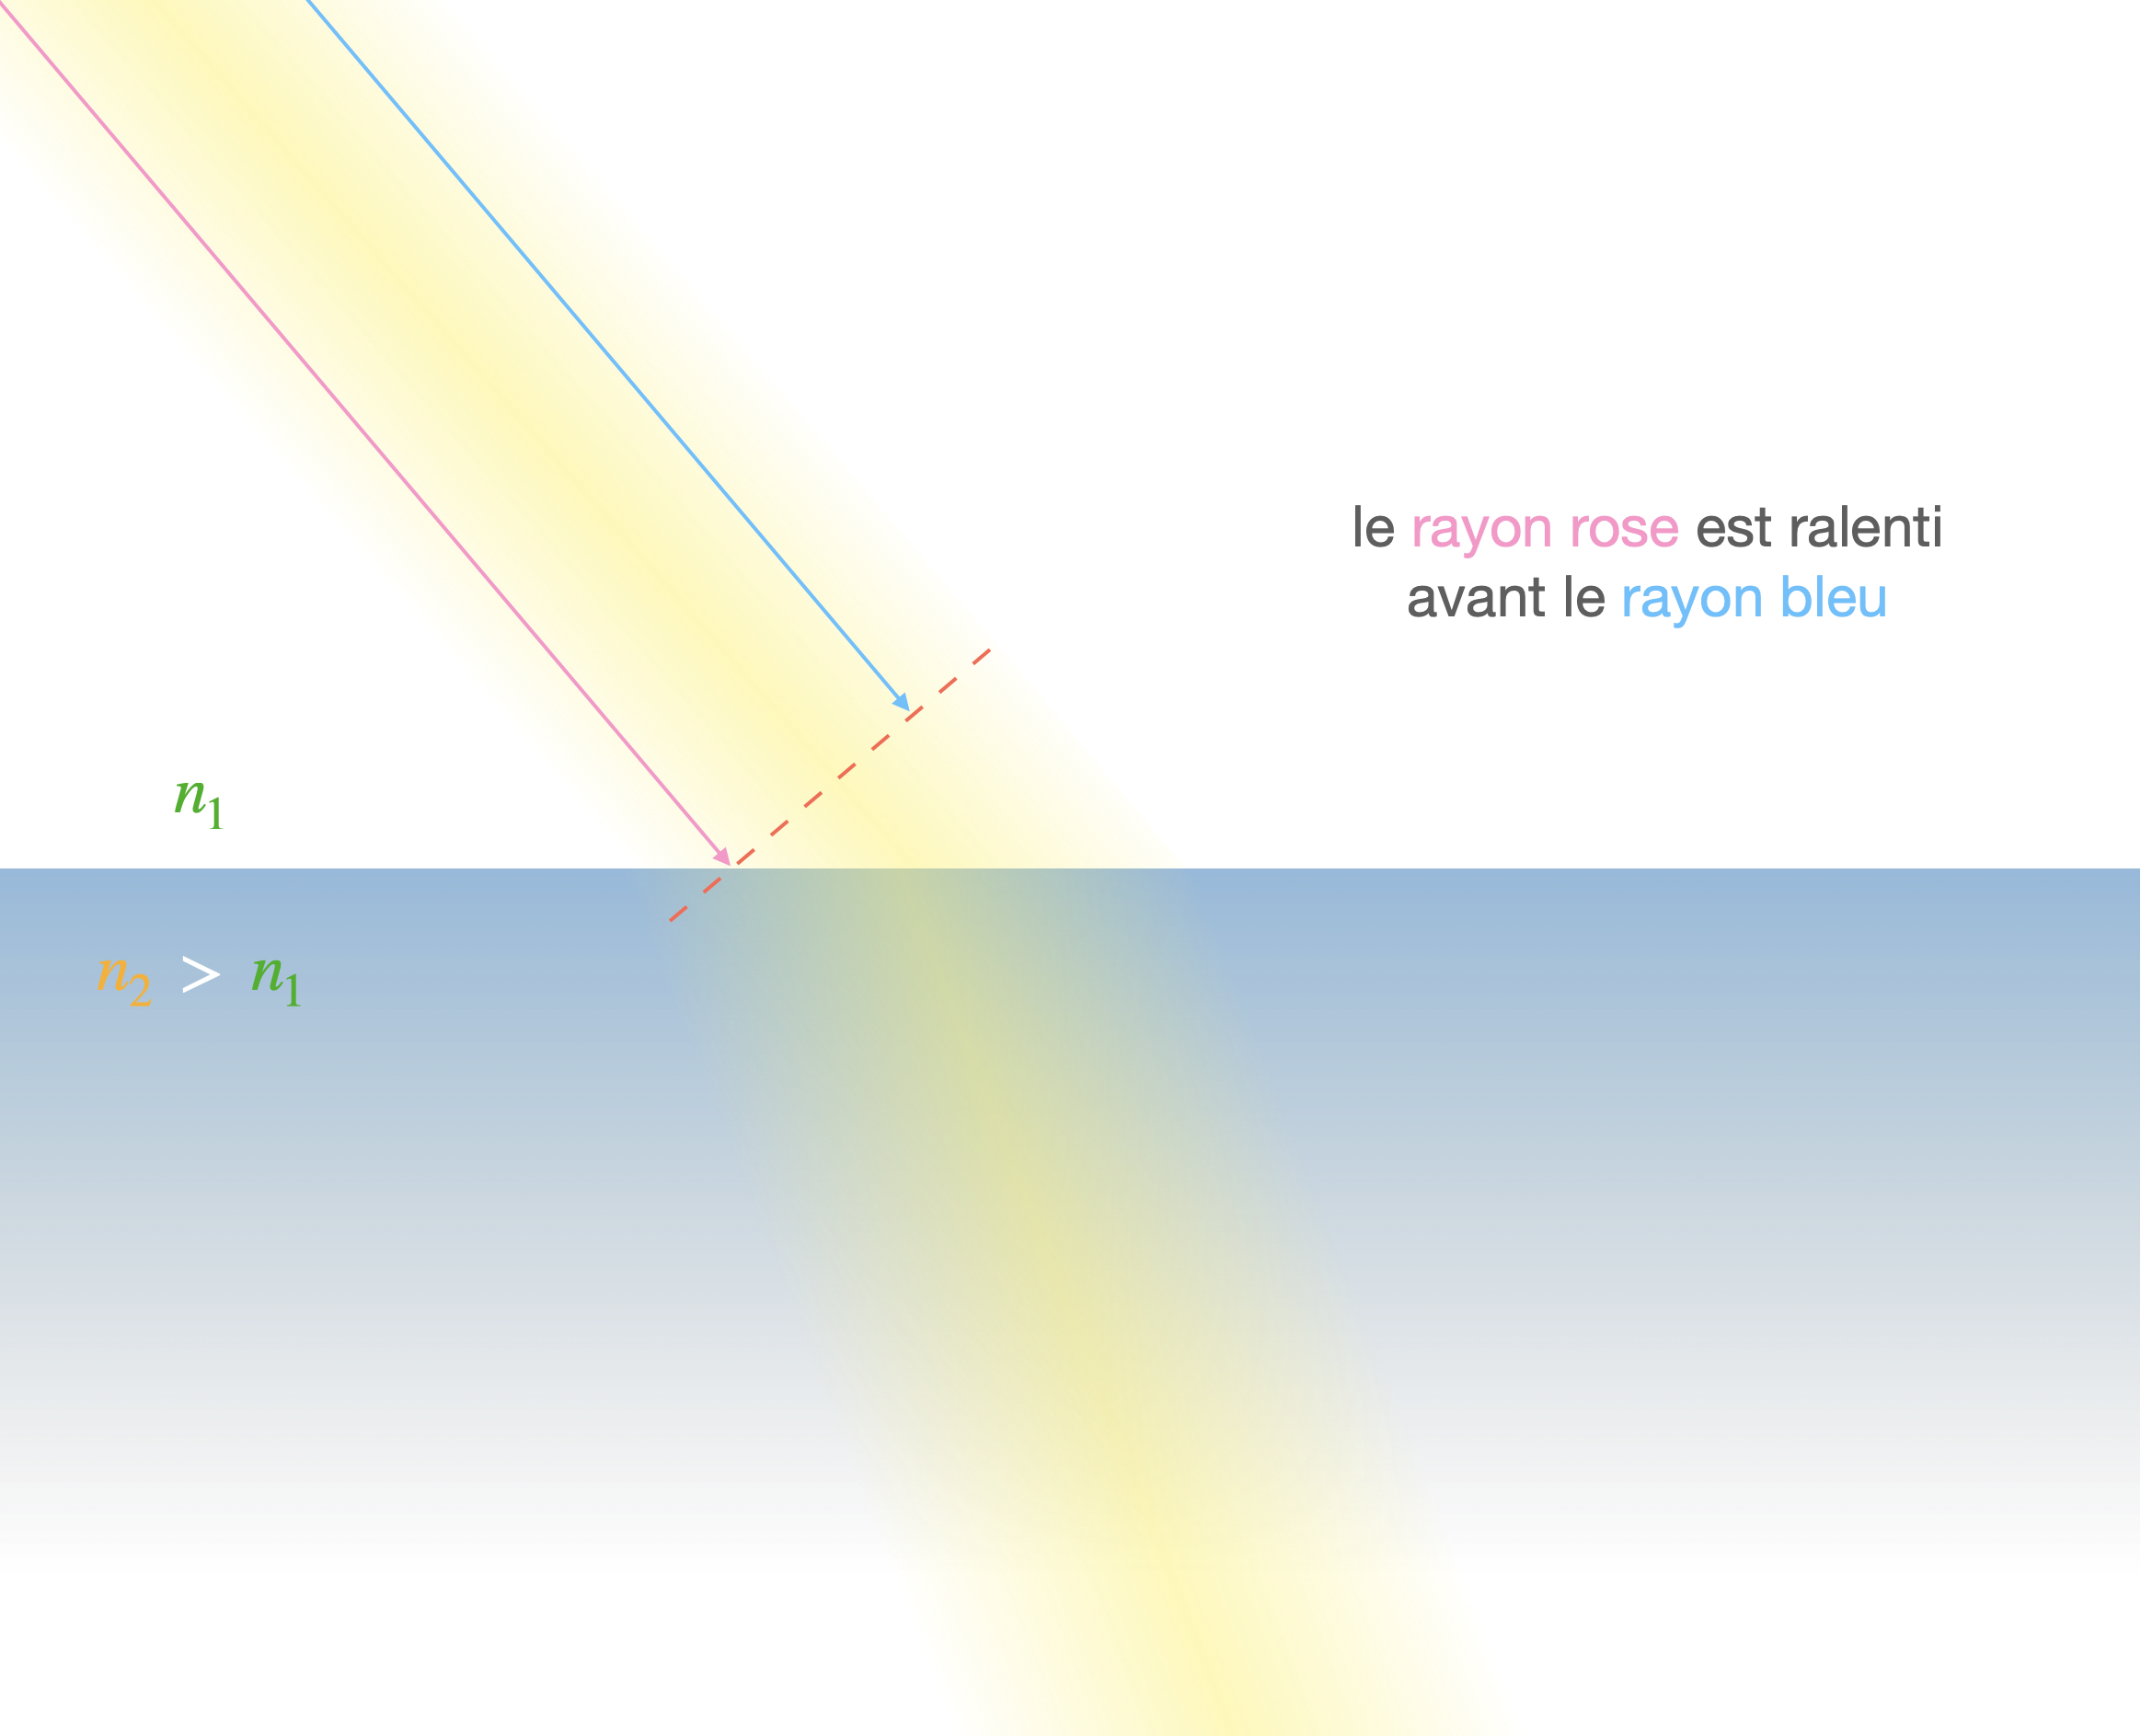 le rayon rose est ralenti
avant le rayon bleu
n₁
n₂ > n₁